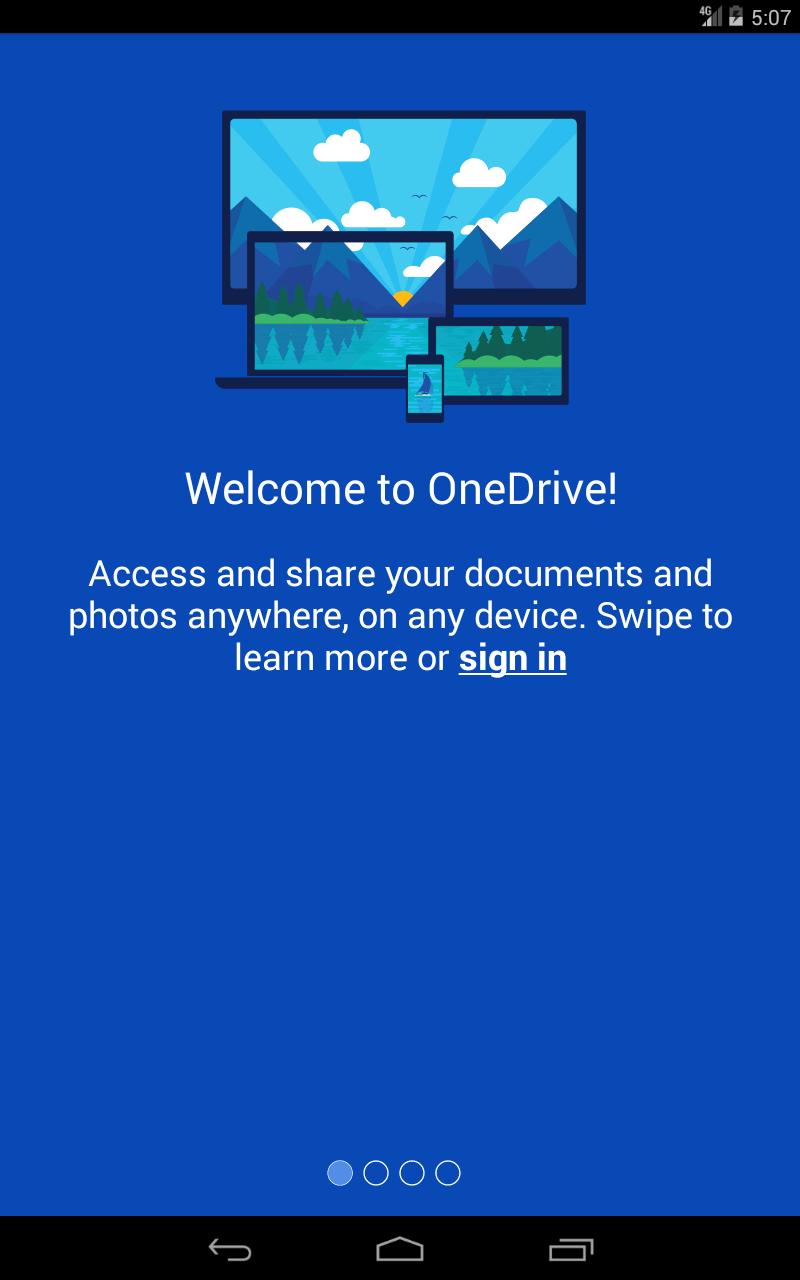 4G 5:07
Welcome to OneDrive!
Access and share your documents and
photos anywhere, on any device. Swipe to
learn more or sign in